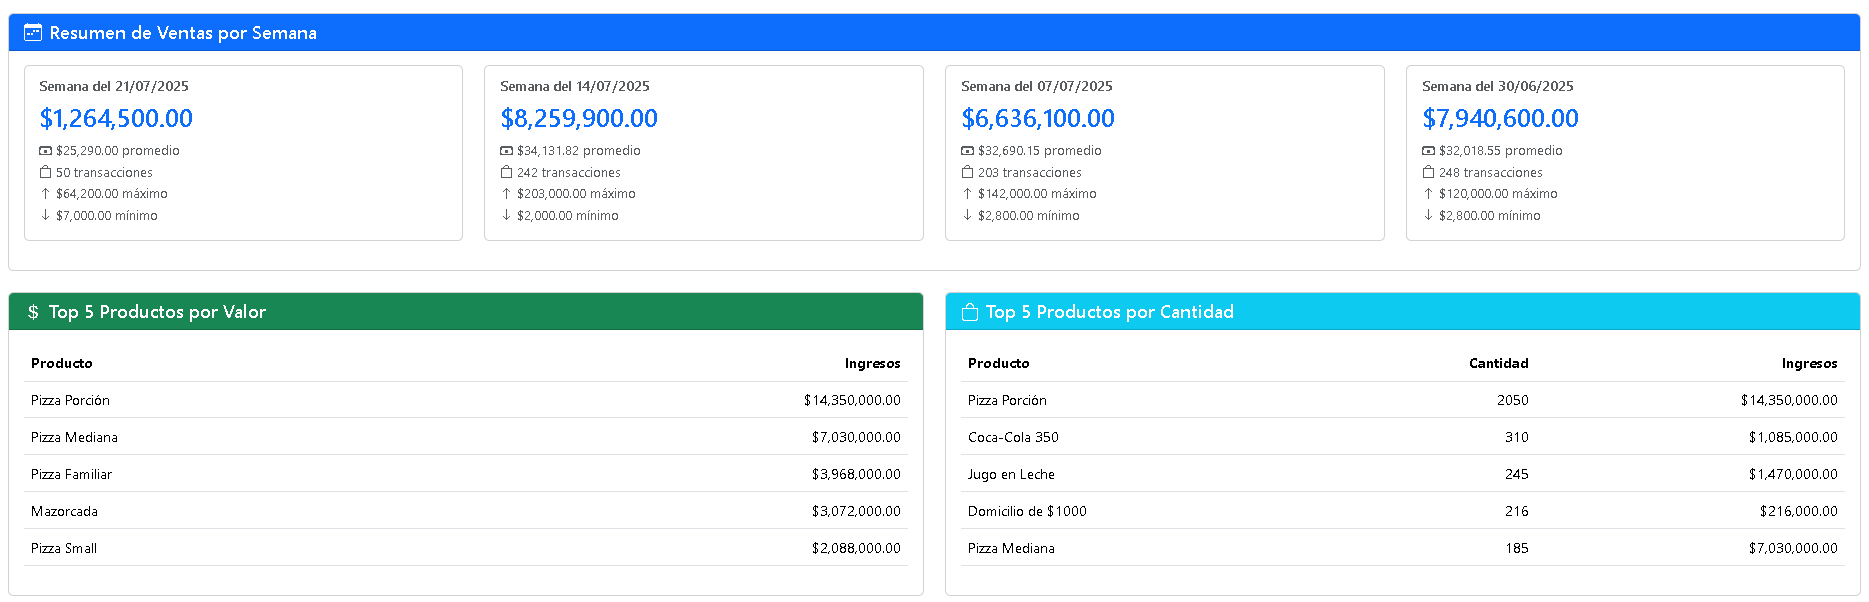 Resumen de Ventas por Semana
Semana del 21/07/2025
$1,264,500.00
$25,290.00 promedio
50 transacciones
↑ $64,200.00 máximo
↓ $7,000.00 mínimo
Semana del 14/07/2025
$8,259,900.00
$34,131.82 promedio
242 transacciones
↑ $203,000.00 máximo
↓ $2,000.00 mínimo
Semana del 07/07/2025
$6,636,100.00
$32,690.15 promedio
203 transacciones
↑ $142,000.00 máximo
↓ $2,800.00 mínimo
Semana del 30/06/2025
$7,940,600.00
$32,018.55 promedio
248 transacciones
↑ $120,000.00 máximo
↓ $2,800.00 mínimo
$ Top 5 Productos por Valor
Producto Ingresos
Pizza Porción $14,350,000.00
Pizza Mediana $7,030,000.00
Pizza Familiar $3,968,000.00
Mazorcada $3,072,000.00
Pizza Small $2,088,000.00
Top 5 Productos por Cantidad
Producto Cantidad Ingresos
Pizza Porción 2050 $14,350,000.00
Coca-Cola 350 310 $1,085,000.00
Jugo en Leche 245 $1,470,000.00
Domicilio de $1000 216 $216,000.00
Pizza Mediana 185 $7,030,000.00